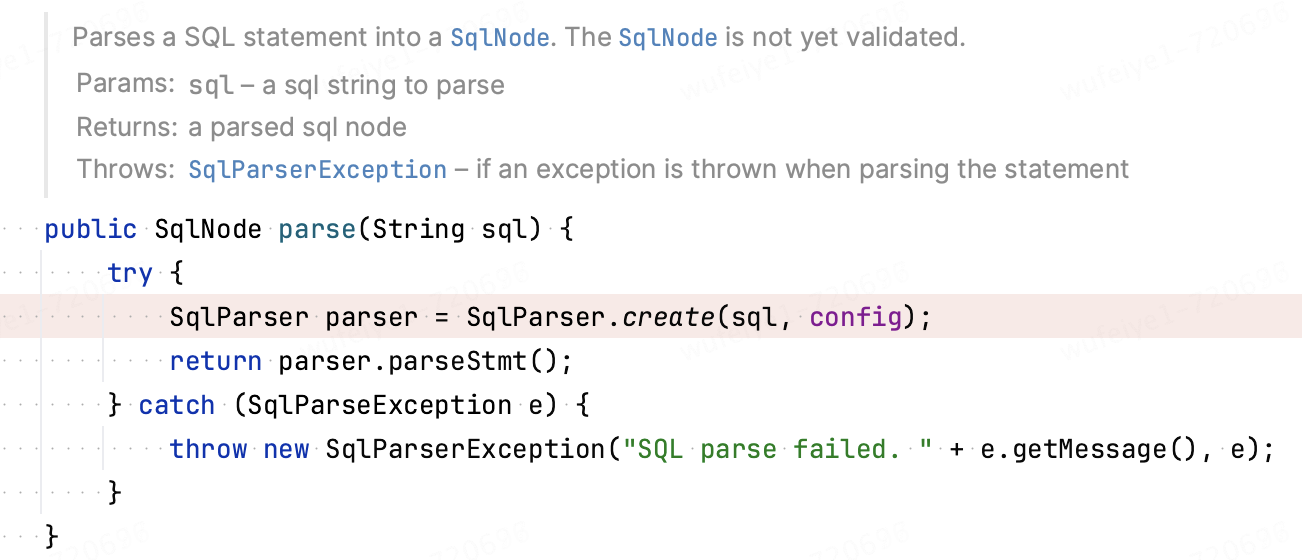 Parses a SQL statement into a SqlNode. The SqlNode is not yet validated.
Params: sql – a sql string to parse
Returns: a parsed sql node
Throws: SqlParserException – if an exception is thrown when parsing the statement
public SqlNode parse(String sql) {
try {
SqlParser parser = SqlParser.create(sql, config);
return parser.parseStmt();
} catch (SqlParseException e) {
throw new SqlParserException("SQL parse failed. " + e.getMessage(), e);
}
}